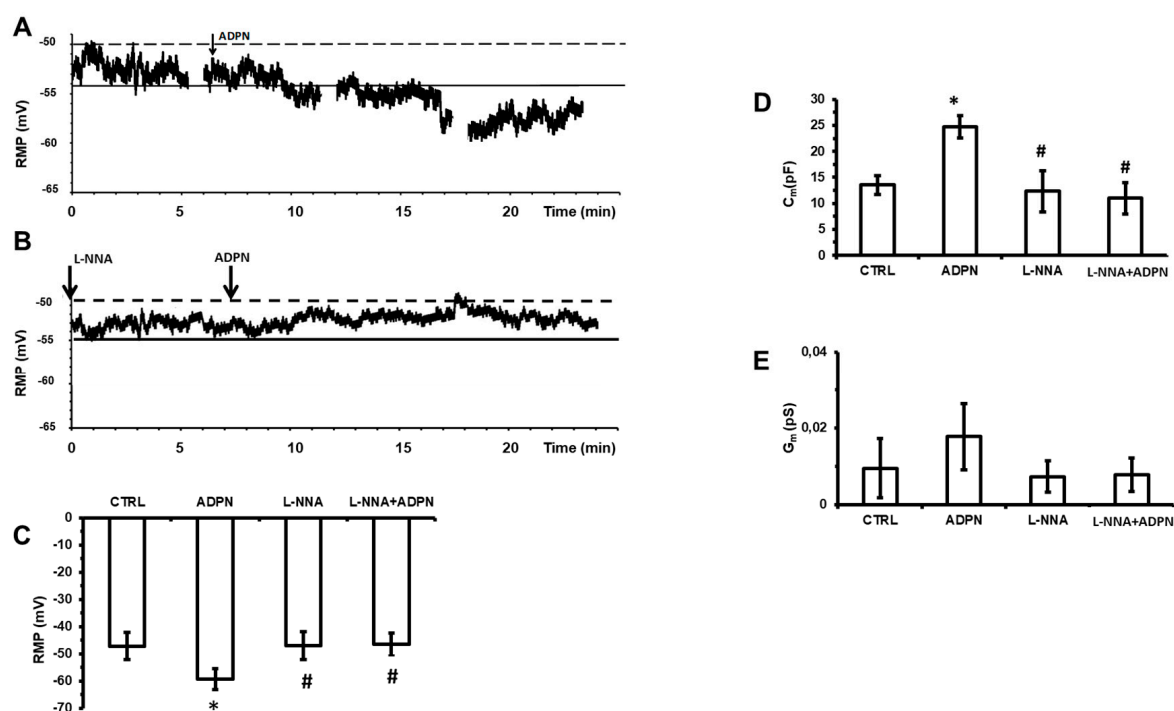 A
ADPN
-50
-55
-60
-65
RMP (mV)
0 5 10 15 20 Time (min)
B
L-NNA ADPN
-50
-55
-60
-65
RMP (mV)
0 5 10 15 20 Time (min)
C
CTRL ADPN L-NNA L-NNA+ADPN
0
-10
-20
-30
-40
-50
-60
-70
RMP (mV)
* # #
D
30
25
20
15
10
5
0
Cm(pF)
* # #
CTRL ADPN L-NNA L-NNA+ADPN
E
0,04
0,02
0
Gm (pS)
CTRL ADPN L-NNA L-NNA+ADPN